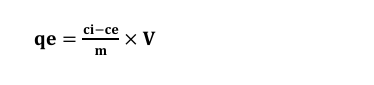 qe = ci−ce/m × V